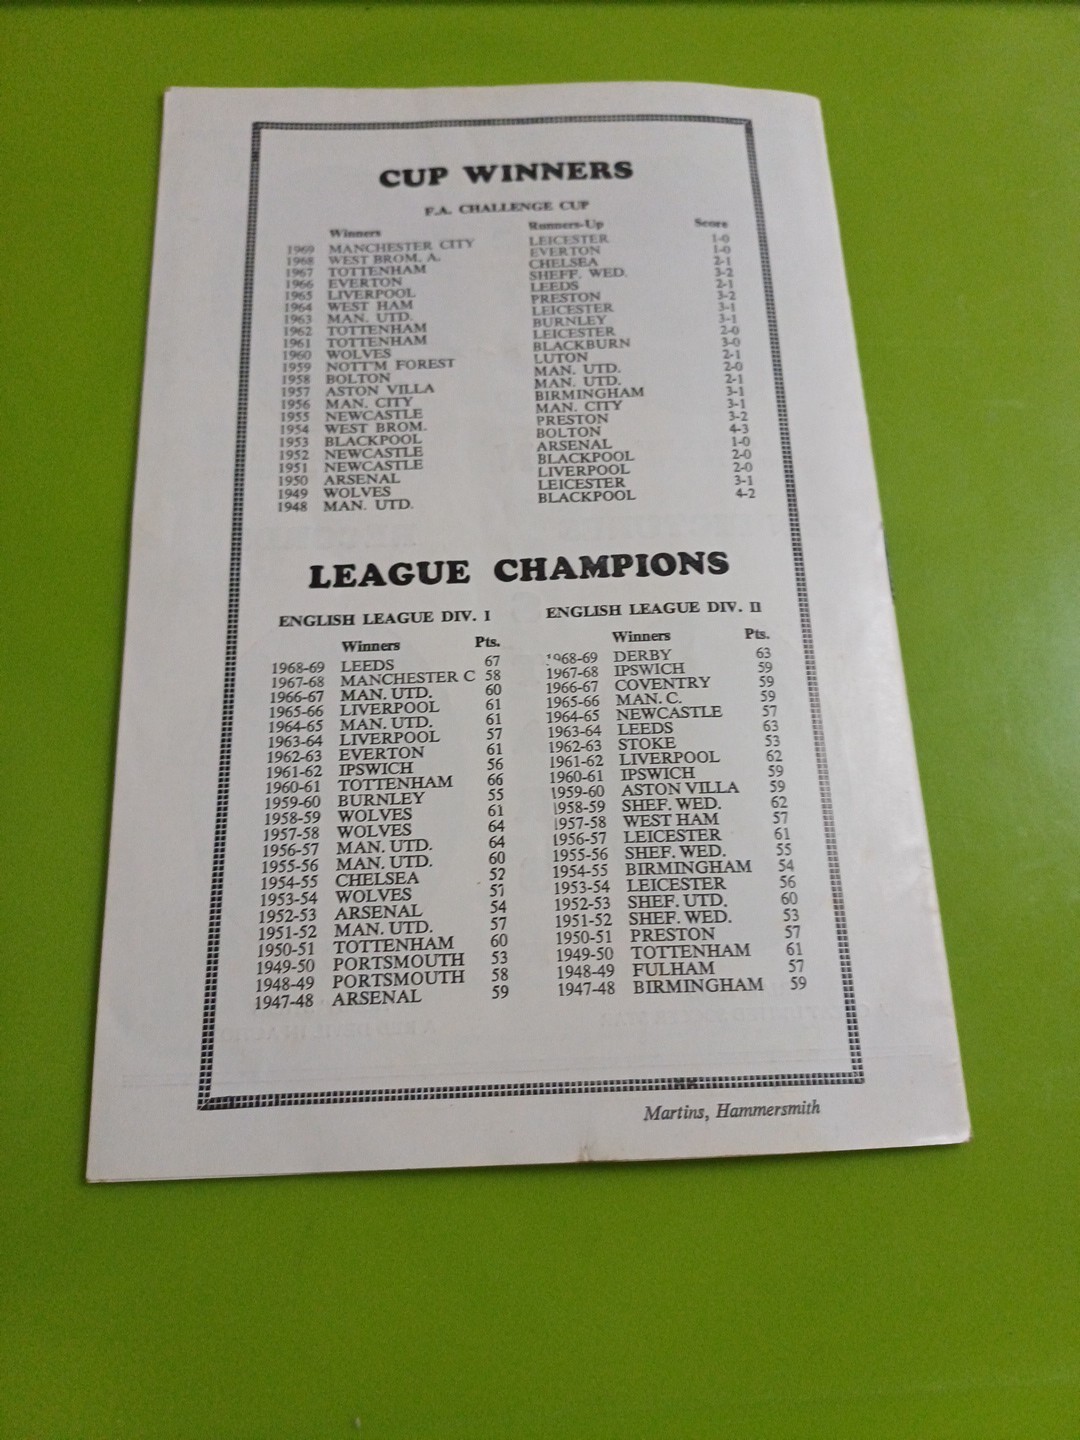 CUP WINNERS
F.A. CHALLENGE CUP
Winners Runners-Up Score
1969 MANCHESTER CITY LEICESTER 1-0
1968 WEST BROM. A. EVERTON 1-0
1967 TOTTENHAM CHELSEA 2-1
1966 EVERTON SHEFF. WED. 3-2
1965 LIVERPOOL LEEDS 2-1
1964 WEST HAM PRESTON 3-2
1963 MAN. UTD. LEICESTER 3-1
1962 TOTTENHAM BURNLEY 3-1
1961 TOTTENHAM LEICESTER 2-0
1960 WOLVES BLACKBURN 3-0
1959 NOTT'M FOREST LUTON 2-1
1958 BOLTON MAN. UTD. 2-0
1957 ASTON VILLA MAN. UTD. 2-1
1956 MAN. CITY BIRMINGHAM 3-1
1955 NEWCASTLE MAN. CITY 3-1
1954 WEST BROM. PRESTON 3-2
1953 BLACKPOOL BOLTON 4-3
1952 NEWCASTLE ARSENAL 1-0
1951 NEWCASTLE BLACKPOOL 2-0
1950 ARSENAL LIVERPOOL 2-0
1949 WOLVES LEICESTER 3-1
1948 MAN. UTD. BLACKPOOL 4-2
LEAGUE CHAMPIONS
ENGLISH LEAGUE DIV. I
Winners Pts.
1968-69 LEEDS 67
1967-68 MANCHESTER C 58
1966-67 MAN. UTD. 60
1965-66 LIVERPOOL 61
1964-65 MAN. UTD. 61
1963-64 LIVERPOOL 57
1962-63 EVERTON 61
1961-62 IPSWICH 56
1960-61 TOTTENHAM 66
1959-60 BURNLEY 55
1958-59 WOLVES 61
1957-58 WOLVES 64
1956-57 MAN. UTD. 64
1955-56 MAN. UTD. 60
1954-55 CHELSEA 52
1953-54 WOLVES 51
1952-53 ARSENAL 54
1951-52 MAN. UTD. 57
1950-51 TOTTENHAM 60
1949-50 PORTSMOUTH 53
1948-49 PORTSMOUTH 58
1947-48 ARSENAL 59
ENGLISH LEAGUE DIV. II
Winners Pts.
1968-69 DERBY 63
1967-68 IPSWICH 59
1966-67 COVENTRY 59
1965-66 MAN. C. 59
1964-65 NEWCASTLE 57
1963-64 LEEDS 63
1962-63 STOKE 53
1961-62 LIVERPOOL 62
1960-61 IPSWICH 59
1959-60 ASTON VILLA 59
1958-59 SHEF. WED. 62
1957-58 WEST HAM 57
1956-57 LEICESTER 61
1955-56 SHEF. WED. 55
1954-55 BIRMINGHAM 54
1953-54 LEICESTER 56
1952-53 SHEF. UTD. 60
1951-52 SHEF. WED. 53
1950-51 PRESTON 57
1949-50 TOTTENHAM 61
1948-49 FULHAM 57
1947-48 BIRMINGHAM 59
Martins, Hammersmith